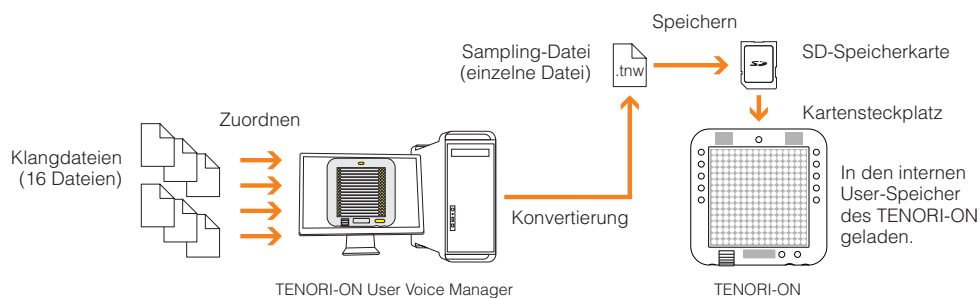 Klangdateien
(16 Dateien)
Zuordnen
TENORI-ON User Voice Manager
Konvertierung
Sampling-Datei
(einzelne Datei)
.tnw
Speichern
SD
SD-Speicherkarte
Kartensteckplatz
In den internen
User-Speicher
des TENORI-ON
geladen.
TENORI-ON